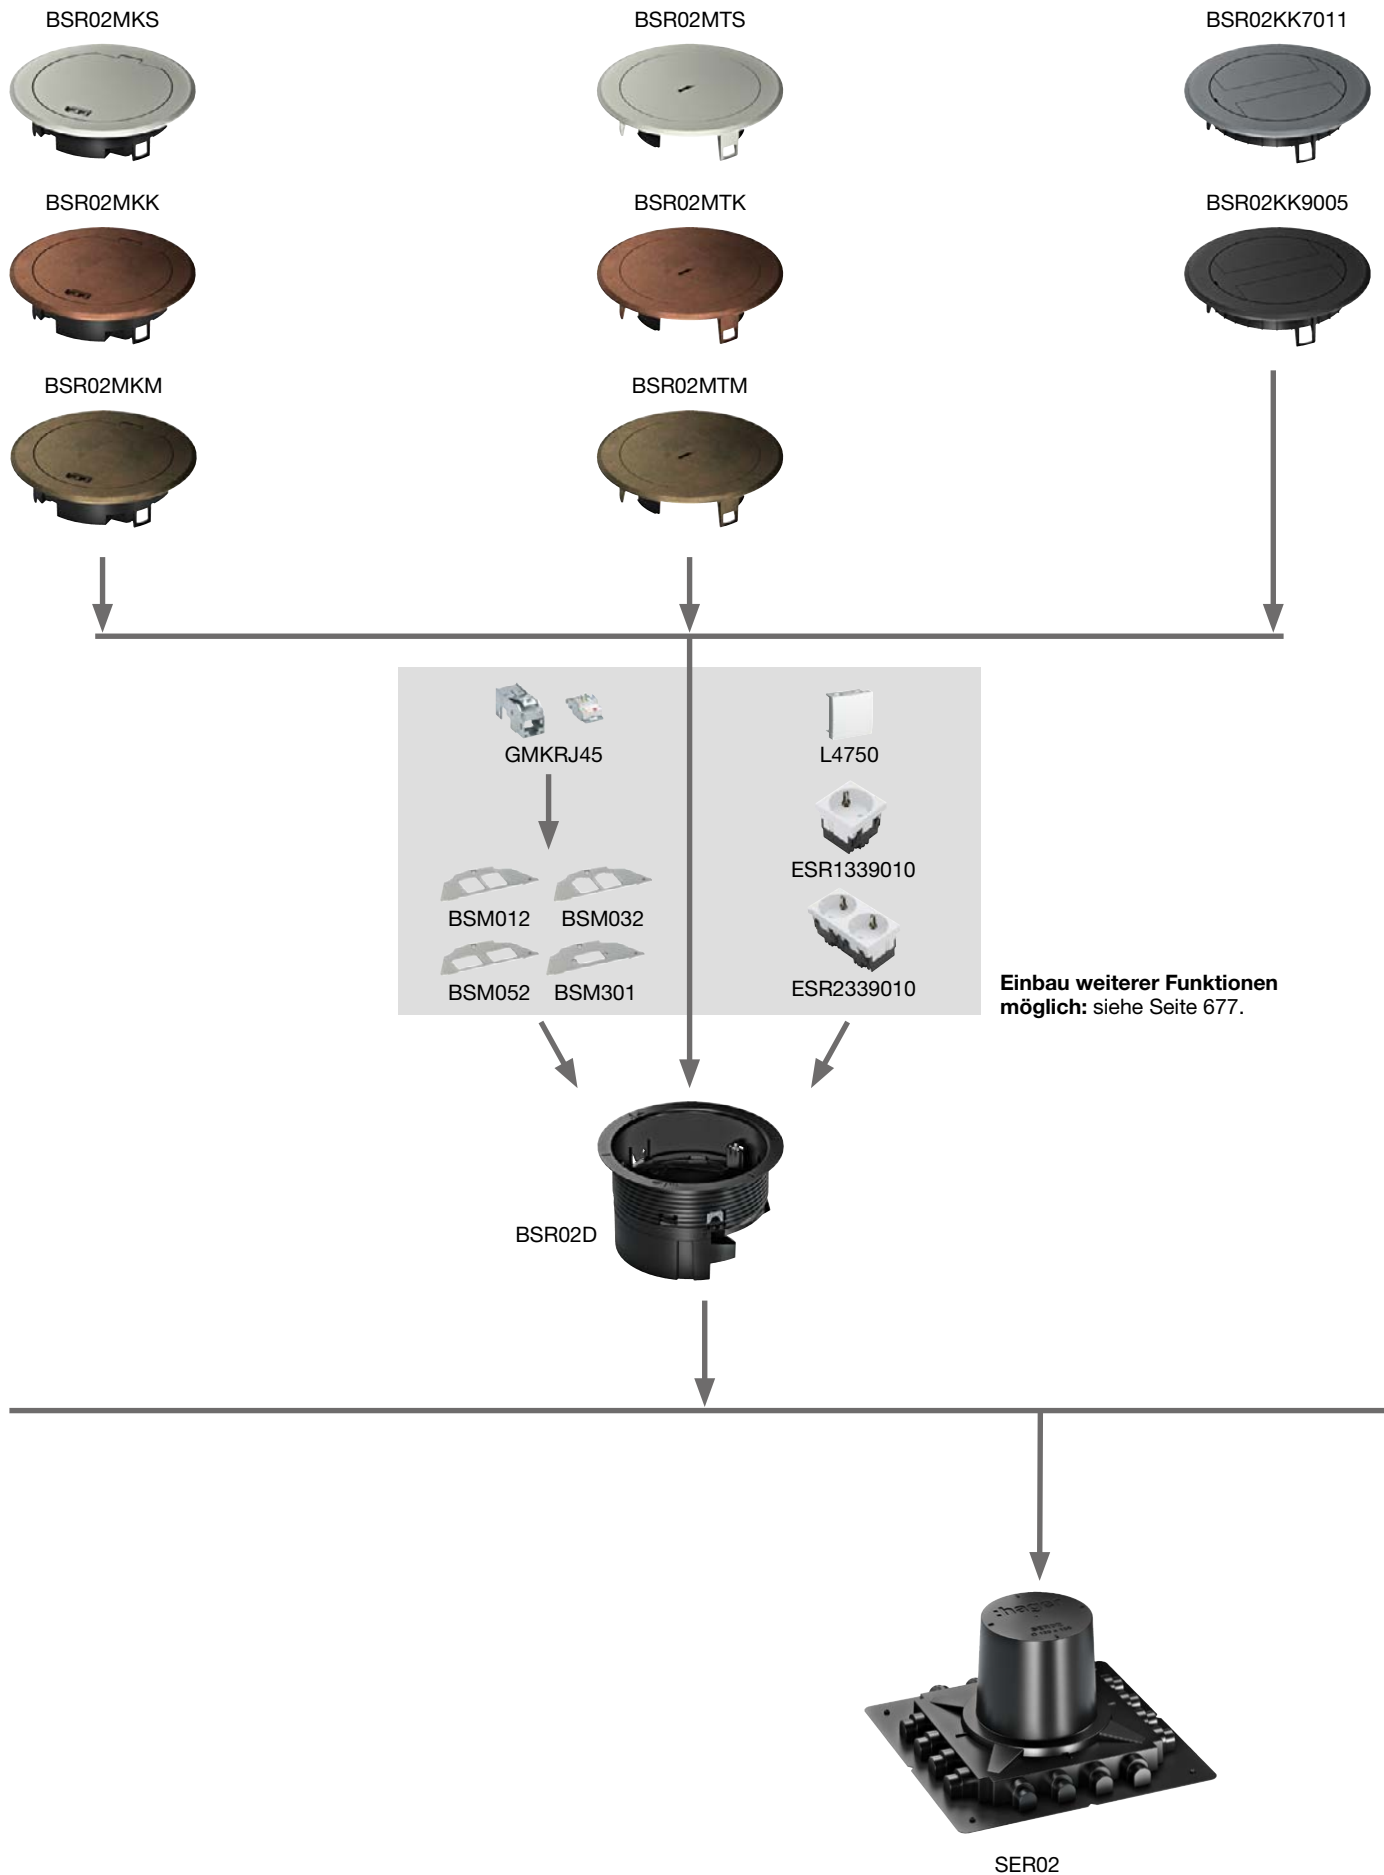 BSR02MKS
BSR02MTS
BSR02KK7011
BSR02MKK
BSR02MTK
BSR02KK9005
BSR02MKM
BSR02MTM
GMKRJ45
L4750
ESR1339010
BSM012
BSM032
ESR2339010
BSM052
BSM301
Einbau weiterer Funktionen
möglich: siehe Seite 677.
BSR02D
:hager
SER02